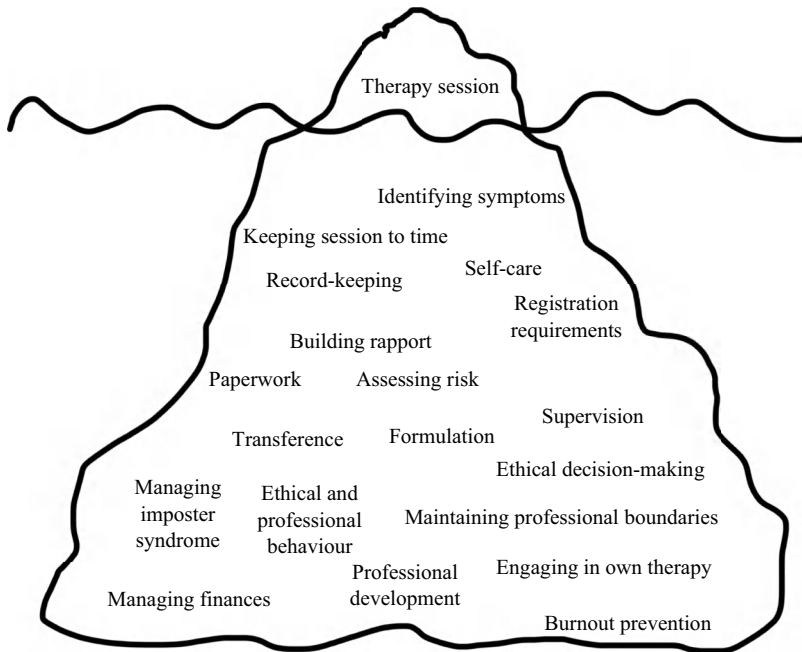 Therapy session
Identifying symptoms
Keeping session to time
Self-care
Record-keeping
Registration
requirements
Building rapport
Paperwork
Assessing risk
Supervision
Transference
Formulation
Ethical decision-making
Managing
imposter
syndrome
Ethical and
professional
behaviour
Maintaining professional boundaries
Engaging in own therapy
Professional
development
Managing finances
Burnout prevention